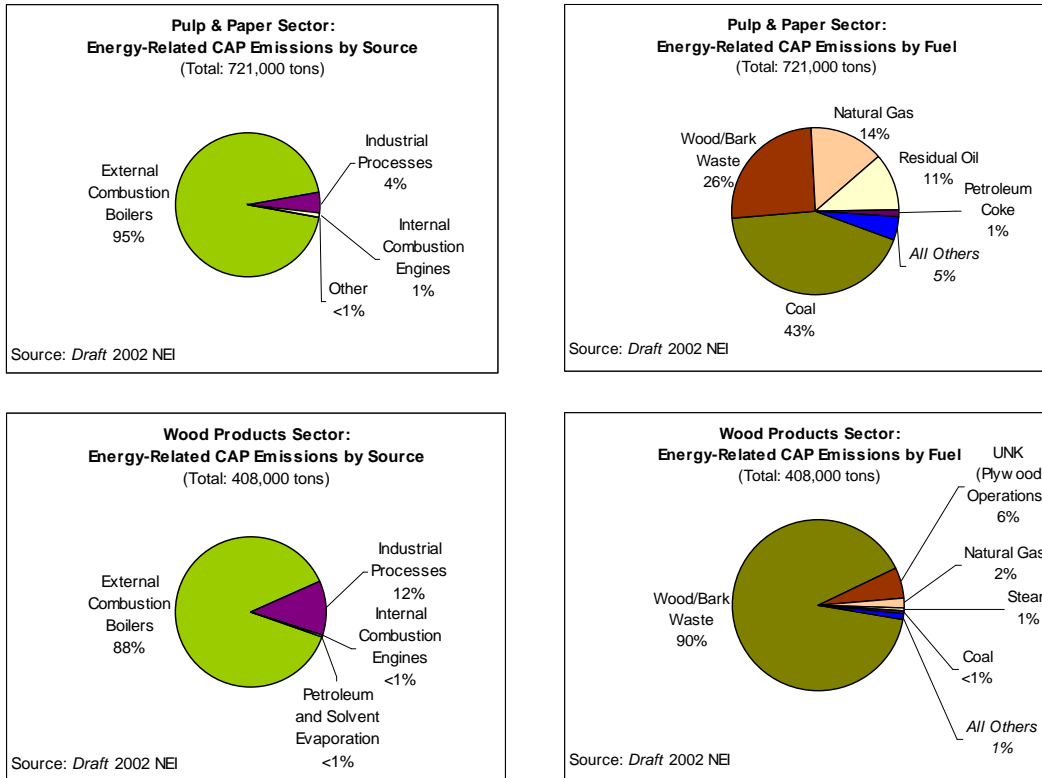 Pulp & Paper Sector:
Energy-Related CAP Emissions by Source
(Total: 721,000 tons)
External
Combustion
Boilers
95%
Industrial
Processes
4%
Internal
Combustion
Engines
1%
Other
<1%
Source: Draft 2002 NEI
Pulp & Paper Sector:
Energy-Related CAP Emissions by Fuel
(Total: 721,000 tons)
Wood/Bark
Waste
26%
Natural Gas
14%
Residual Oil
11%
Petroleum
Coke
1%
All Others
5%
Coal
43%
Source: Draft 2002 NEI
Wood Products Sector:
Energy-Related CAP Emissions by Source
(Total: 408,000 tons)
External
Combustion
Boilers
88%
Industrial
Processes
12%
Internal
Combustion
Engines
<1%
Petroleum
and Solvent
Evaporation
<1%
Source: Draft 2002 NEI
Wood Products Sector:
Energy-Related CAP Emissions by Fuel
(Total: 408,000 tons)
UNK
(Plywood
Operations
6%
Natural Gas
2%
1%
Wood/Bark
Waste
90%
Coal
<1%
All Others
1%
Source: Draft 2002 NEI